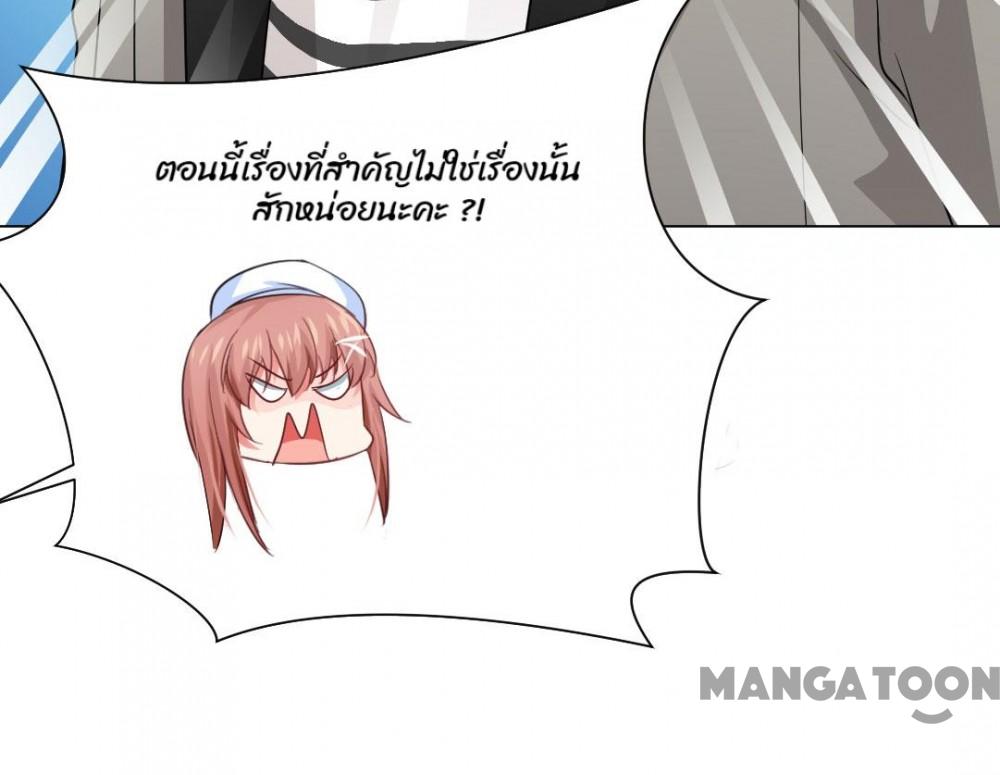 ตอนนี้เรื่องที่สำคัญไม่ใช่เรื่องนั้น
สักหน่อยนะคะ ?!
MANGATOON